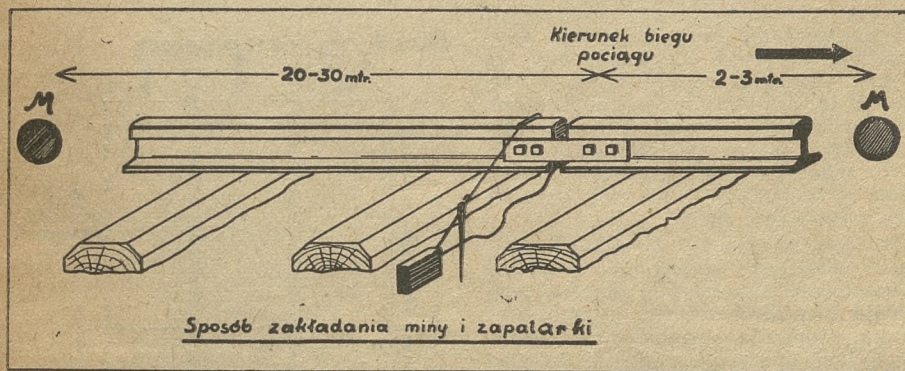 Kierunek biegu
pociągu
20-30 mtr.
2-3 mtr.
M
M
Sposób zakładania miny i zapalarki